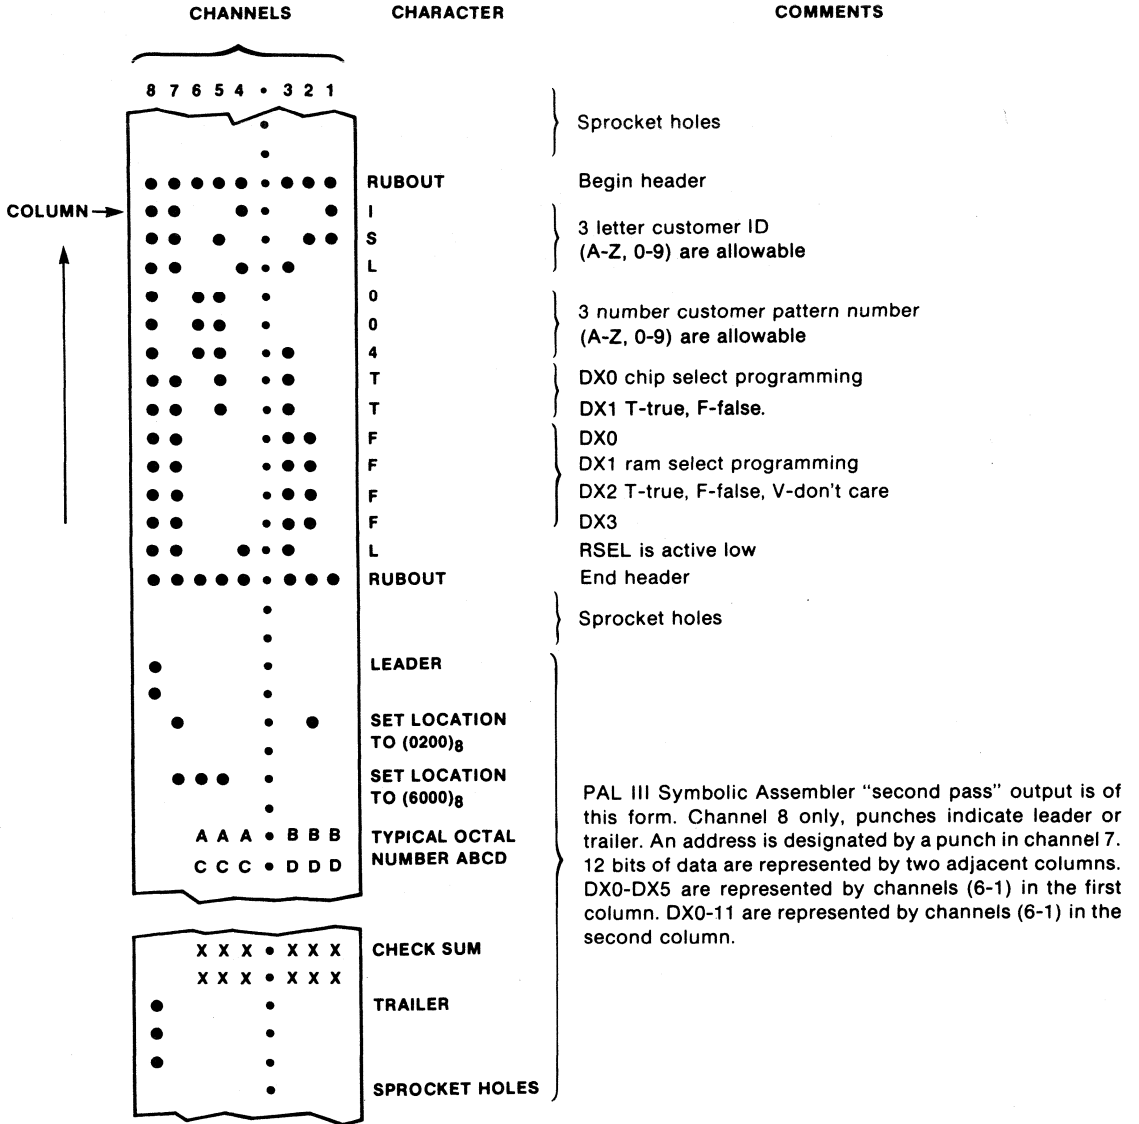 CHANNELS CHARACTER COMMENTS
8 7 6 5 4 • 3 2 1
Sprocket holes
RUBOUT Begin header
COLUMN I
3 letter customer ID
S
(A-Z, 0-9) are allowable
L
0
3 number customer pattern number
0
(A-Z, 0-9) are allowable
4
T DX0 chip select programming
T DX1 T-true, F-false.
F DX0
F DX1 ram select programming
F DX2 T-true, F-false, V-don't care
F DX3
L RSEL is active low
RUBOUT End header
Sprocket holes
LEADER
SET LOCATION
TO (0200)8
SET LOCATION
TO (6000)8
PAL III Symbolic Assembler "second pass" output is of
this form. Channel 8 only, punches indicate leader or
trailer. An address is designated by a punch in channel 7.
12 bits of data are represented by two adjacent columns.
DX0-DX5 are represented by channels (6-1) in the first
column. DX0-11 are represented by channels (6-1) in the
second column.
A A A • B B B TYPICAL OCTAL
C C C • D D D NUMBER ABCD
X X X • X X X CHECK SUM
X X X • X X X
TRAILER
SPROCKET HOLES